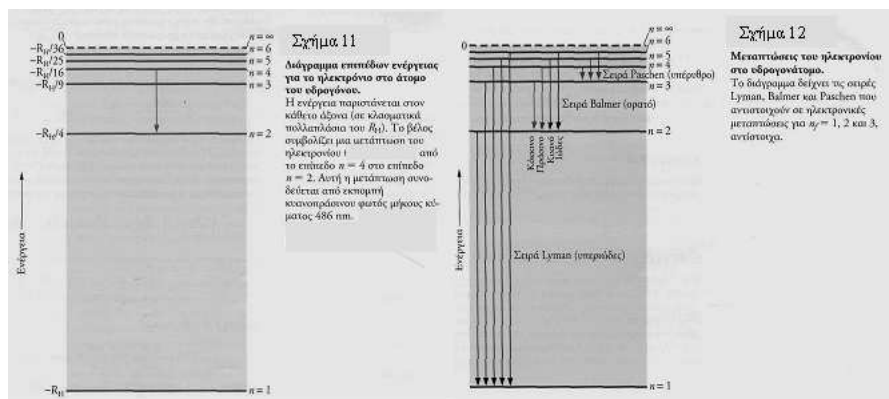 Σχήμα 11
Διάγραμμα επιπέδων ενέργειας
για το ηλεκτρόνιο στο άτομο
του υδρογόνου.
Η ενέργεια παριστάνεται στον
κάθετο άξονα (σε κλασματικά
πολλαπλάσια του R_H). Το βέλος
συμβολίζει μια μετάπτωση του
ηλεκτρονίου από
το επίπεδο n = 4 στο επίπεδο
n = 2. Αυτή η μετάπτωση συνο-
δεύεται από εκπομπή
κυανοπράσινου φωτός μήκους κύ-
ματος 486 nm.
0
−R_H/36
−R_H/25
−R_H/16
−R_H/9
−R_H/4
−R_H
n = ∞
n = 6
n = 5
n = 4
n = 3
n = 2
n = 1
Ενέργεια
Σχήμα 12
Μεταπτώσεις του ηλεκτρονίου
στο υδρογονάτομο.
Το διάγραμμα δείχνει τις σειρές
Lyman, Balmer και Paschen που
αντιστοιχούν σε ηλεκτρονικές
μεταπτώσεις για n_f = 1, 2 και 3,
αντίστοιχα.
0
n = ∞
n = 6
n = 5
n = 4
n = 3
n = 2
n = 1
Σειρά Paschen (υπέρυθρο)
Σειρά Balmer (ορατό)
Κόκκινο
Πράσινο
Κυανό
Ιώδες
Σειρά Lyman (υπεριώδες)
Ενέργεια